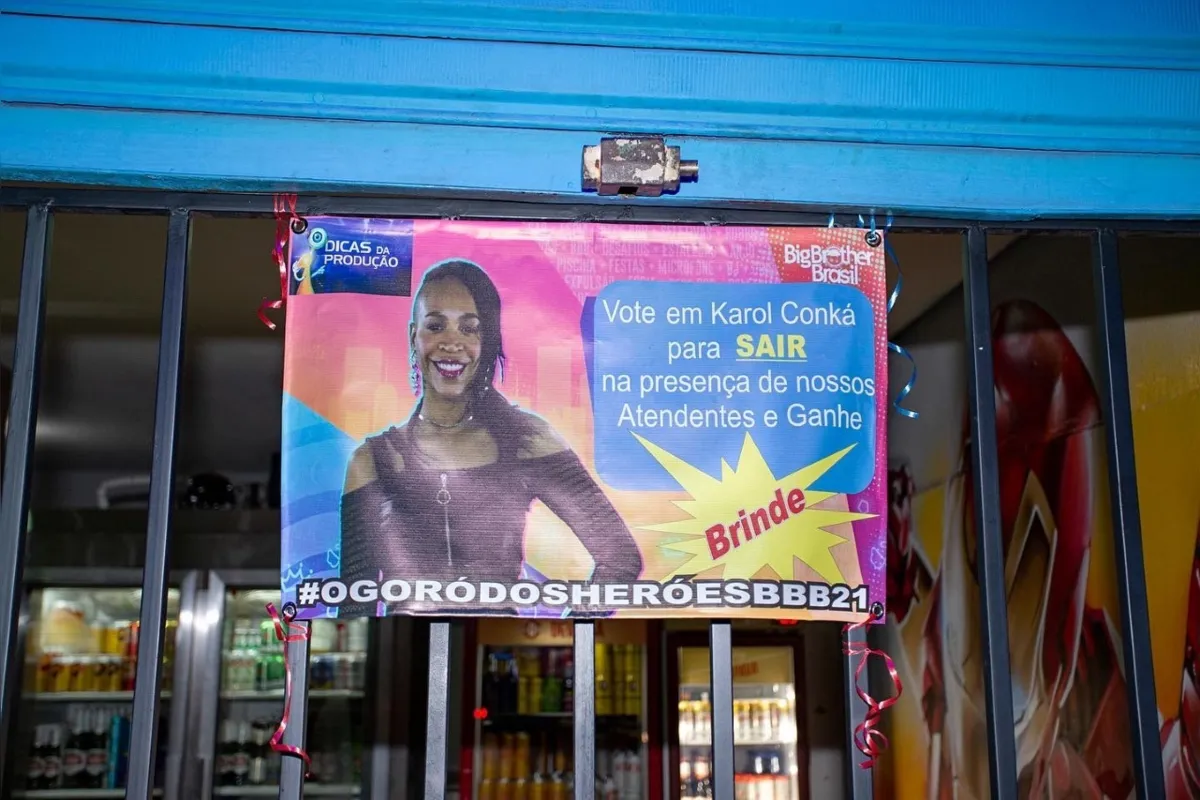 DICAS DA
PRODUÇÃO
BigBrother
Brasil
Vote em Karol Conká
para SAIR
na presença de nossos
Atendentes e Ganhe
Brinde
#OGORÓDOSHERÓESBBB21